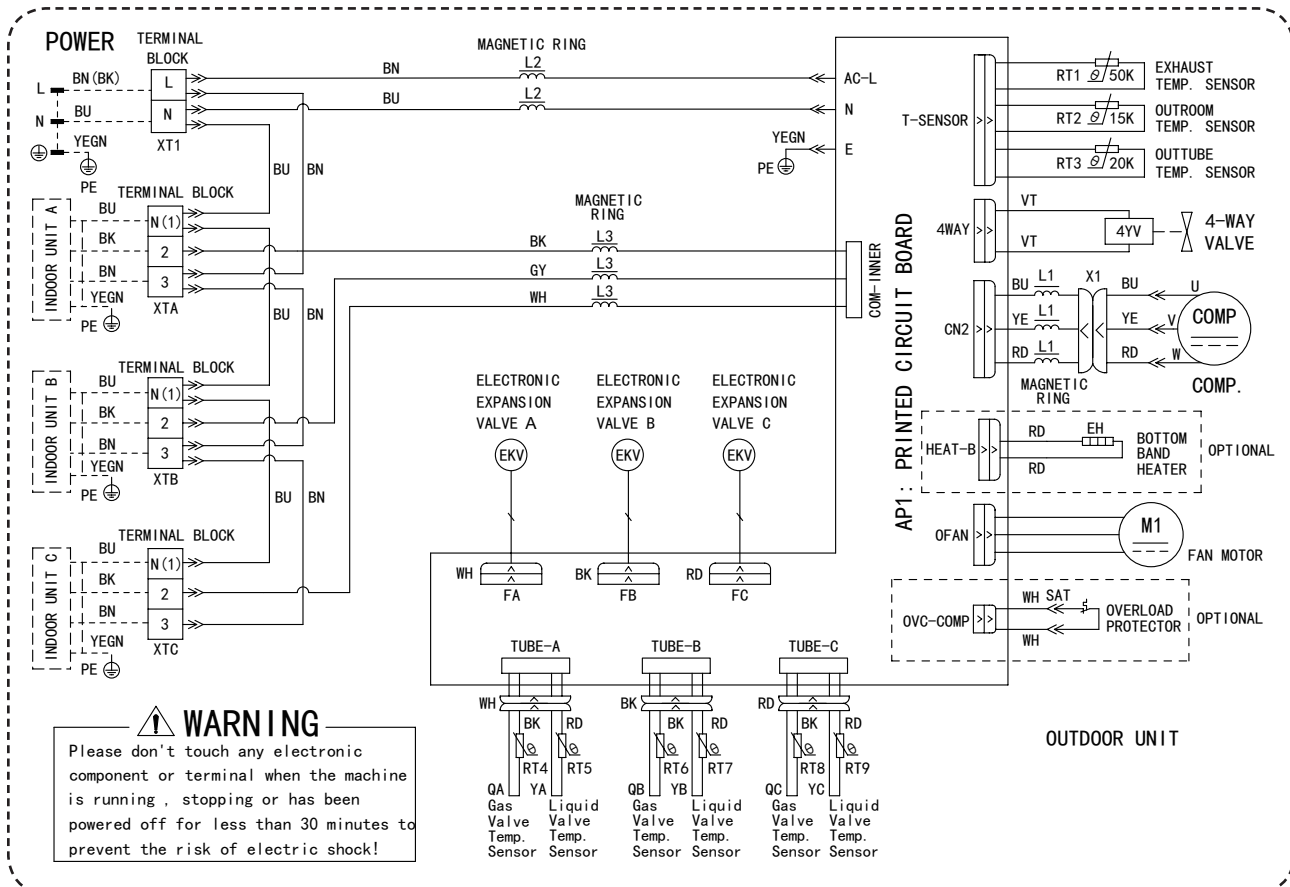 POWER
TERMINAL
BLOCK
L
BN(BK)
N
BU
YEGN
PE
L
N
XT1
BN
BU
MAGNETIC RING
L2
L2
AC-L
N
E
YEGN
PE
BU
BN
TERMINAL BLOCK
INDOOR UNIT A
BU
BK
BN
YEGN
PE
N(1)
2
3
XTA
MAGNETIC
RING
BK
L3
GY
L3
WH
L3
COM-INNER
BU
BN
TERMINAL BLOCK
INDOOR UNIT B
BU
BK
BN
YEGN
PE
N(1)
2
3
XTB
BU
BN
TERMINAL BLOCK
INDOOR UNIT C
BU
BK
BN
YEGN
PE
N(1)
2
3
XTC
ELECTRONIC
EXPANSION
VALVE A
EKV
WH
FA
ELECTRONIC
EXPANSION
VALVE B
EKV
BK
FB
ELECTRONIC
EXPANSION
VALVE C
EKV
RD
FC
AP1: PRINTED CIRCUIT BOARD
T-SENSOR
RT1 θ 50K
EXHAUST
TEMP. SENSOR
RT2 θ 15K
OUTROOM
TEMP. SENSOR
RT3 θ 20K
OUTTUBE
TEMP. SENSOR
4WAY
VT
VT
4YV
4-WAY
VALVE
CN2
BU
L1
YE
L1
RD
L1
X1
BU
YE
RD
U
V
W
COMP
COMP.
MAGNETIC
RING
HEAT-B
RD
RD
EH
BOTTOM
BAND
HEATER
OPTIONAL
OFAN
M1
FAN MOTOR
OVC-COMP
WH
SAT
WH
OVERLOAD
PROTECTOR
OPTIONAL
TUBE-A
WH
BK
RD
θ
θ
RT4
RT5
QA
YA
Gas
Valve
Temp.
Sensor
Liquid
Valve
Temp.
Sensor
TUBE-B
BK
BK
RD
θ
θ
RT6
RT7
QB
YB
Gas
Valve
Temp.
Sensor
Liquid
Valve
Temp.
Sensor
TUBE-C
RD
BK
RD
θ
θ
RT8
RT9
QC
YC
Gas
Valve
Temp.
Sensor
Liquid
Valve
Temp.
Sensor
OUTDOOR UNIT
WARNING
Please don't touch any electronic
component or terminal when the machine
is running , stopping or has been
powered off for less than 30 minutes to
prevent the risk of electric shock!